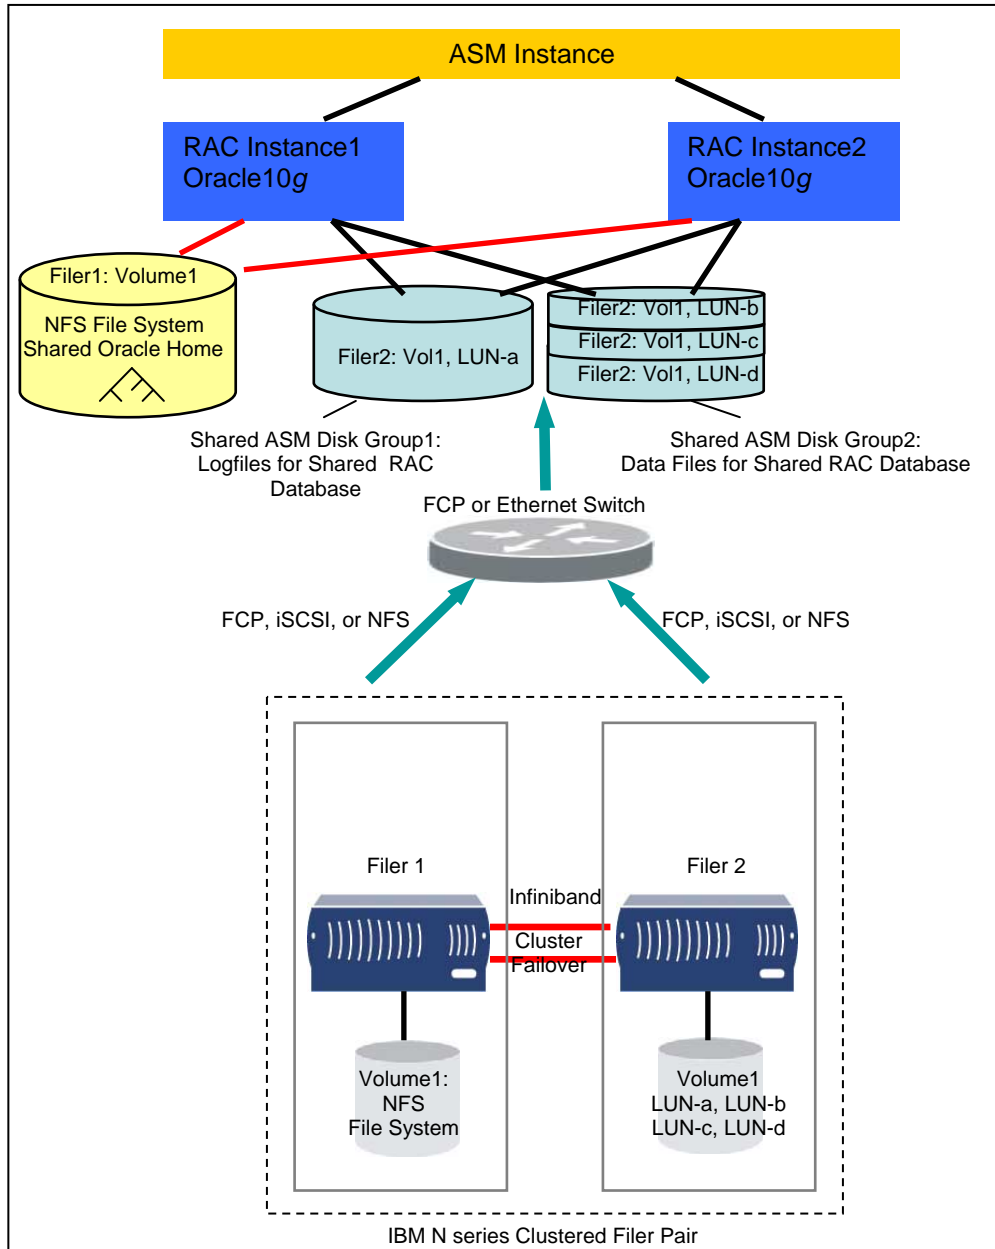 ASM Instance
RAC Instance1
Oracle10g
RAC Instance2
Oracle10g
Filer1: Volume1
NFS File System
Shared Oracle Home
Filer2: Vol1, LUN-a
Filer2: Vol1, LUN-b
Filer2: Vol1, LUN-c
Filer2: Vol1, LUN-d
Shared ASM Disk Group1:
Logfiles for Shared RAC
Database
Shared ASM Disk Group2:
Data Files for Shared RAC Database
FCP or Ethernet Switch
FCP, iSCSI, or NFS
FCP, iSCSI, or NFS
Filer 1
Filer 2
Infiniband
Cluster
Failover
Volume1:
NFS
File System
Volume1
LUN-a, LUN-b
LUN-c, LUN-d
IBM N series Clustered Filer Pair